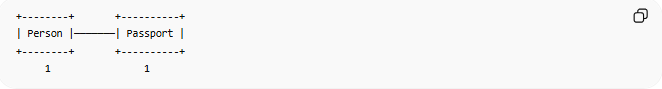 +--------+      +----------+
| Person |───────| Passport |
+--------+      +----------+
     1               1